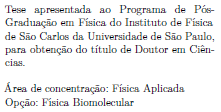 Tese apresentada ao Programa de Pós-
Graduação em Física do Instituto de Física
de São Carlos da Universidade de São Paulo,
para obtenção do título de Doutor em Ciên-
cias.
Área de concentração: Física Aplicada
Opção: Física Biomolecular